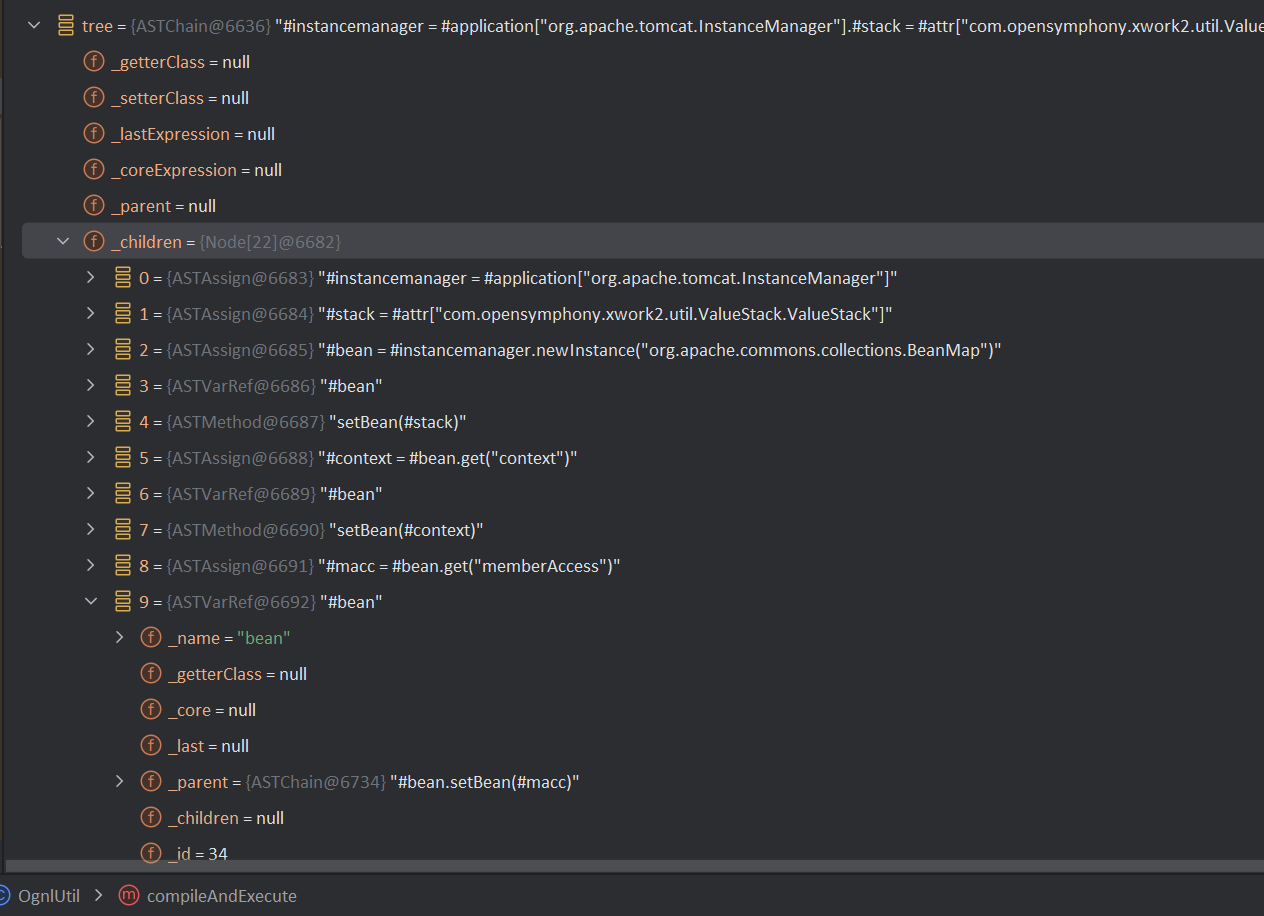 tree = {ASTChain@6636} "#instancemanager = #application["org.apache.tomcat.InstanceManager"].#stack = #attr["com.opensymphony.xwork2.util.Value
f _getterClass = null
f _setterClass = null
f _lastExpression = null
f _coreExpression = null
f _parent = null
f _children = {Node[22]@6682}
0 = {ASTAssign@6683} "#instancemanager = #application["org.apache.tomcat.InstanceManager"]"
1 = {ASTAssign@6684} "#stack = #attr["com.opensymphony.xwork2.util.ValueStack.ValueStack"]"
2 = {ASTAssign@6685} "#bean = #instancemanager.newInstance("org.apache.commons.collections.BeanMap")"
3 = {ASTVarRef@6686} "#bean"
4 = {ASTMethod@6687} "setBean(#stack)"
5 = {ASTAssign@6688} "#context = #bean.get("context")"
6 = {ASTVarRef@6689} "#bean"
7 = {ASTMethod@6690} "setBean(#context)"
8 = {ASTAssign@6691} "#macc = #bean.get("memberAccess")"
9 = {ASTVarRef@6692} "#bean"
f _name = "bean"
f _getterClass = null
f _core = null
f _last = null
f _parent = {ASTChain@6734} "#bean.setBean(#macc)"
f _children = null
f _id = 34
C OgnlUtil > m compileAndExecute